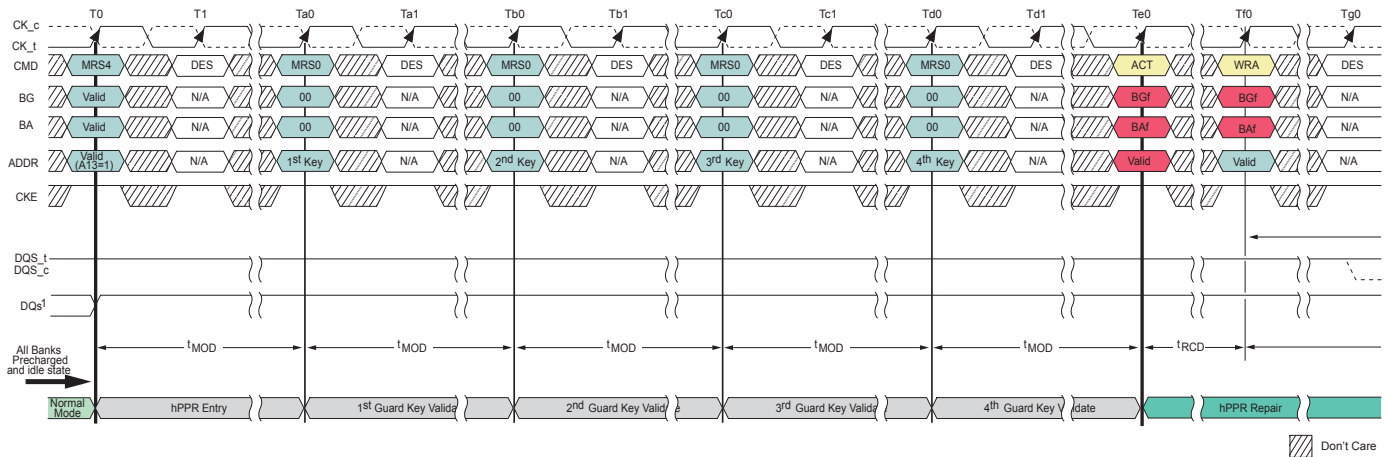 T0 T1 Ta0 Ta1 Tb0 Tb1 Tc0 Tc1 Td0 Td1 Te0 Tf0 Tg0
CK_c
CK_t
CMD MRS4 DES MRS0 DES MRS0 DES MRS0 DES MRS0 DES ACT WRA DES
BG Valid N/A 00 N/A 00 N/A 00 N/A 00 N/A BGf BGf N/A
BA Valid N/A 00 N/A 00 N/A 00 N/A 00 N/A BAf BAf N/A
ADDR Valid (A13=1) N/A 1st Key N/A 2nd Key N/A 3rd Key N/A 4th Key N/A Valid Valid N/A
CKE
DQS_t
DQS_c
DQs1
tMOD tMOD tMOD tMOD tMOD tRCD
All Banks
Precharged
and idle state
Normal Mode hPPR Entry 1st Guard Key Valida 2nd Guard Key Valid e 3rd Guard Key Valida 4th Guard Key V date hPPR Repair
Don't Care